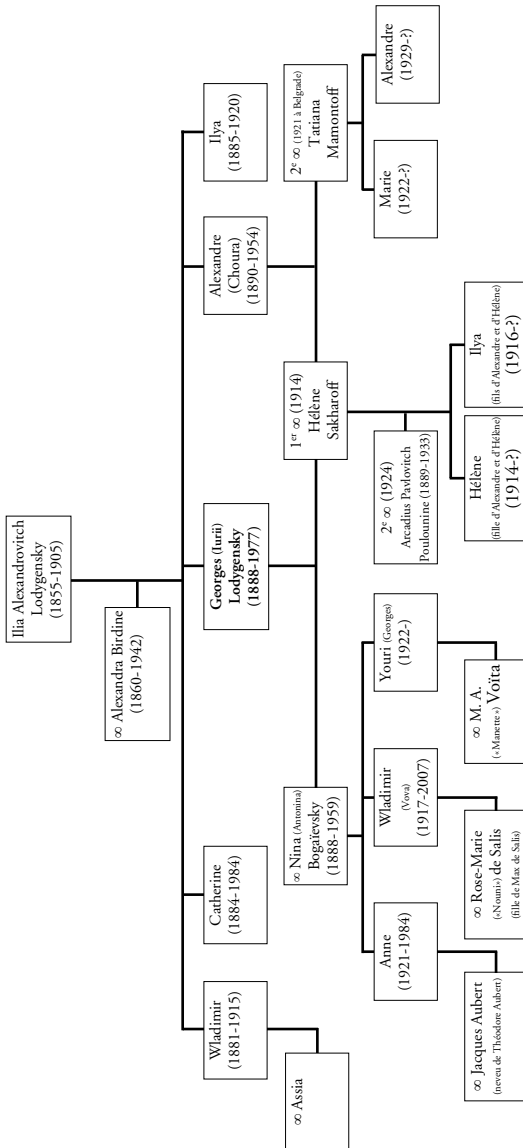 Ilia Alexandrovitch
Lodygensky
(1855-1905)
∞ Alexandra Birdine
(1860-1942)
Wladimir
(1881-1915)
Catherine
(1884-1984)
Georges (Iurii)
Lodygensky
(1888-1977)
Alexandre
(Choura)
(1890-1954)
Ilya
(1885-1920)
∞ Assia
∞ Nina (Antonina)
Bogaïevsky
(1888-1959)
1er ∞ (1914)
Hélène
Sakharoff
2e ∞ (1921 à Belgrade)
Tatiana
Mamontoff
Anne
(1921-1984)
Wladimir
(Vova)
(1917-2007)
Youri (Georges)
(1922-)
2e ∞ (1924)
Arcadius Pavlovitch
Poulounine (1889-1933)
Marie
(1922-?)
Alexandre
(1929-?)
∞ Jacques Aubert
(neveu de Théodore Aubert)
∞ Rose-Marie
(«Nouni») de Salis
(fille de Max de Salis)
∞ M. A.
(«Manette») Voïta
Hélène
(fille d'Alexandre et d'Hélène)
(1914-?)
Ilya
(fils d'Alexandre et d'Hélène)
(1916-?)